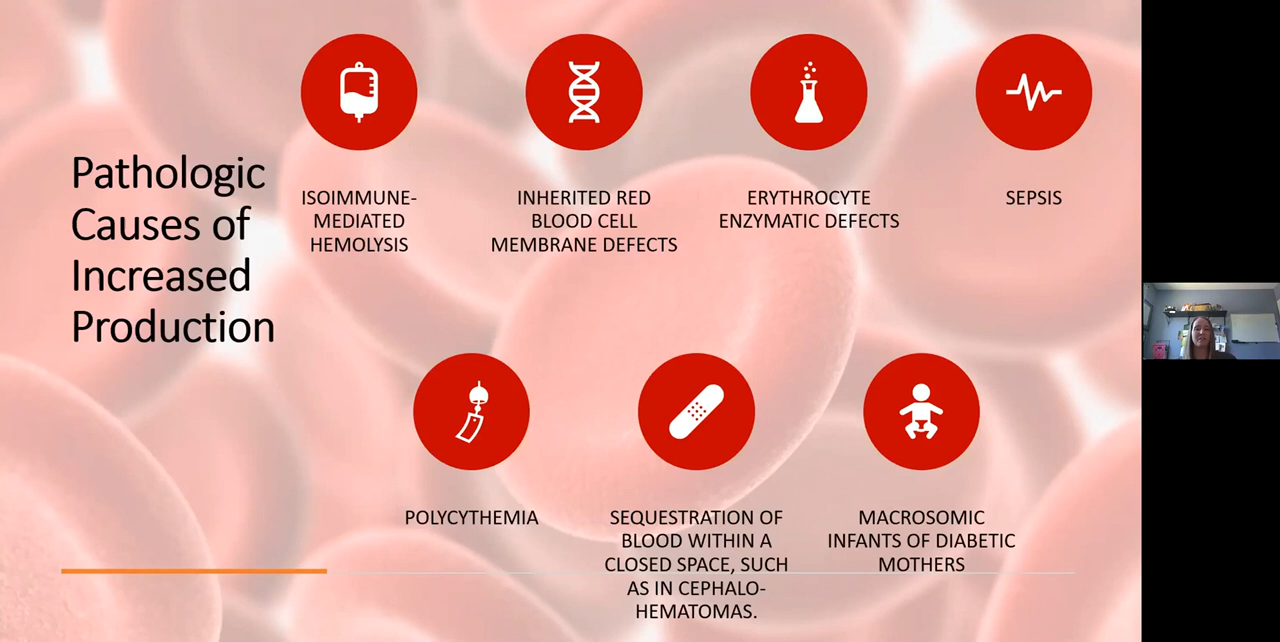 Pathologic
Causes of
Increased
Production
ISOIMMUNE-
MEDIATED
HEMOLYSIS
INHERITED RED
BLOOD CELL
MEMBRANE DEFECTS
ERYTHROCYTE
ENZYMATIC DEFECTS
SEPSIS
POLYCYTHEMIA
SEQUESTRATION OF
BLOOD WITHIN A
CLOSED SPACE, SUCH
AS IN CEPHALO-
HEMATOMAS.
MACROSOMIC
INFANTS OF DIABETIC
MOTHERS